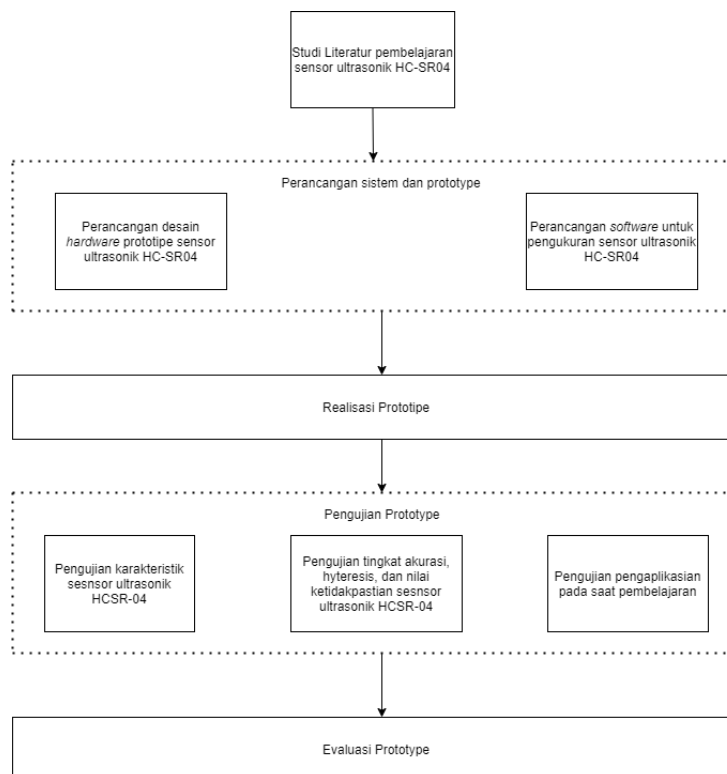 Studi Literatur pembelajaran
sensor ultrasonik HC-SR04
Perancangan sistem dan prototype
Perancangan desain
hardware prototipe sensor
ultrasonik HC-SR04
Perancangan software untuk
pengukuran sensor ultrasonik
HC-SR04
Realisasi Prototipe
Pengujian Prototype
Pengujian karakteristik
sesnsor ultrasonik
HCSR-04
Pengujian tingkat akurasi,
hyteresis, dan nilai
ketidakpastian sesnsor
ultrasonik HCSR-04
Pengujian pengaplikasian
pada saat pembelajaran
Evaluasi Prototype